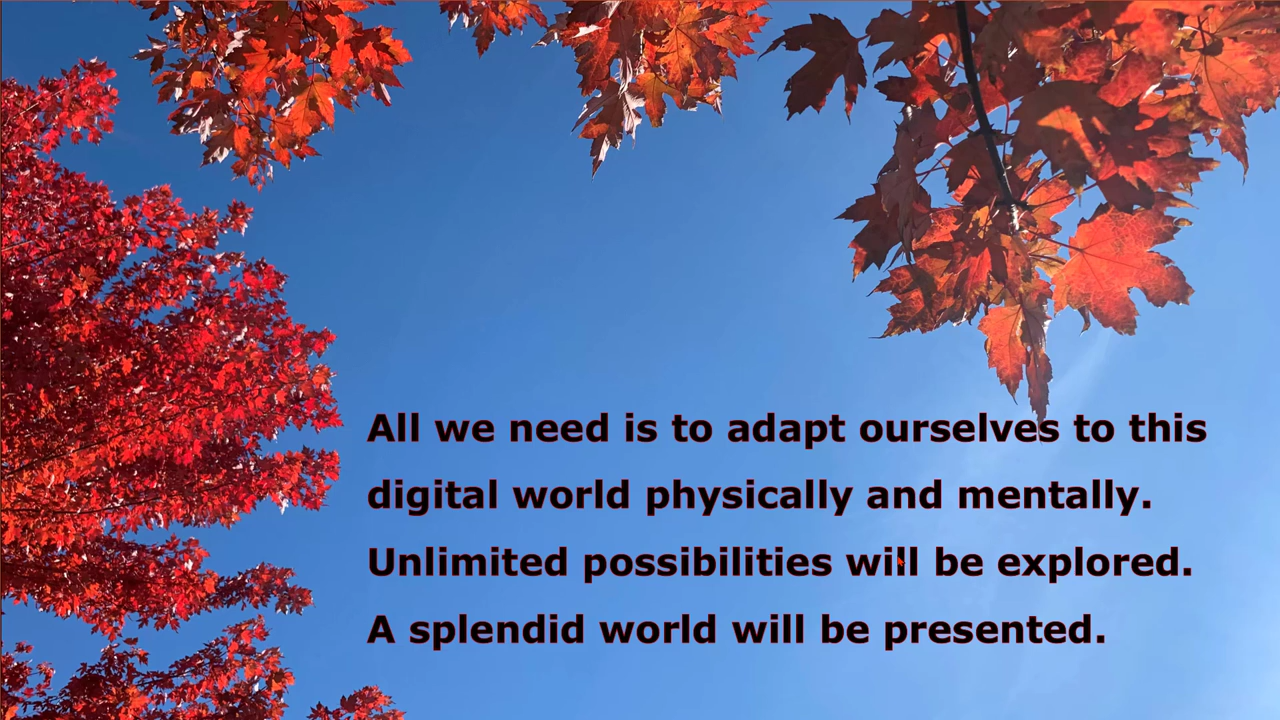 All we need is to adapt ourselves to this
digital world physically and mentally.
Unlimited possibilities will be explored.
A splendid world will be presented.